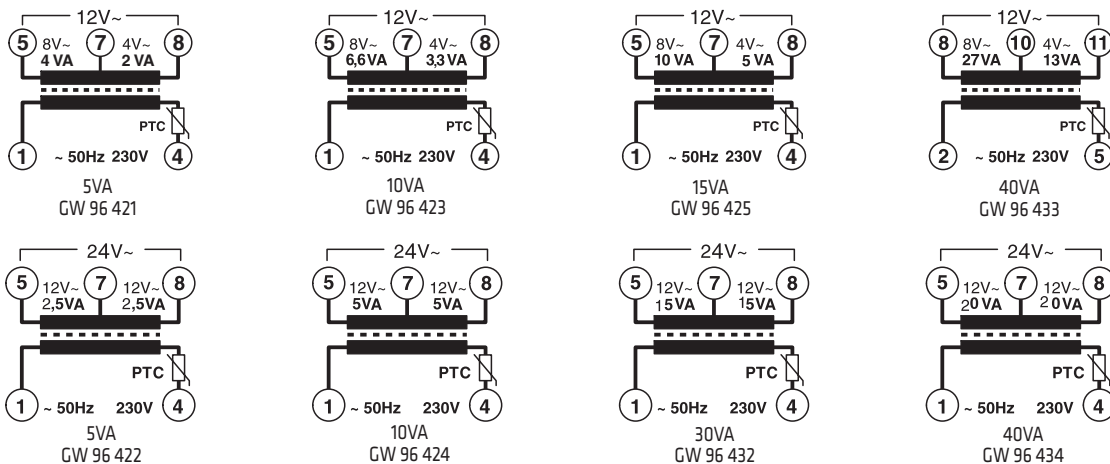 12V~
5 7 8
8V~ 4V~
4 VA 2 VA
PTC
1 ~ 50Hz 230V 4
5VA
GW 96 421
12V~
5 7 8
8V~ 4V~
6,6VA 3,3 VA
PTC
1 ~ 50Hz 230V 4
10VA
GW 96 423
12V~
5 7 8
8V~ 4V~
10 VA 5 VA
PTC
1 ~ 50Hz 230V 4
15VA
GW 96 425
12V~
8 10 11
8V~ 4V~
27VA 13VA
PTC
2 ~ 50Hz 230V 5
40VA
GW 96 433
24V~
5 7 8
12V~ 12V~
2,5VA 2,5VA
PTC
1 ~ 50Hz 230V 4
5VA
GW 96 422
24V~
5 7 8
12V~ 12V~
5VA 5VA
PTC
1 ~ 50Hz 230V 4
10VA
GW 96 424
24V~
5 7 8
12V~ 12V~
15VA 15VA
PTC
1 ~ 50Hz 230V 4
30VA
GW 96 432
24V~
5 7 8
12V~ 12V~
20VA 20VA
PTC
1 ~ 50Hz 230V 4
40VA
GW 96 434